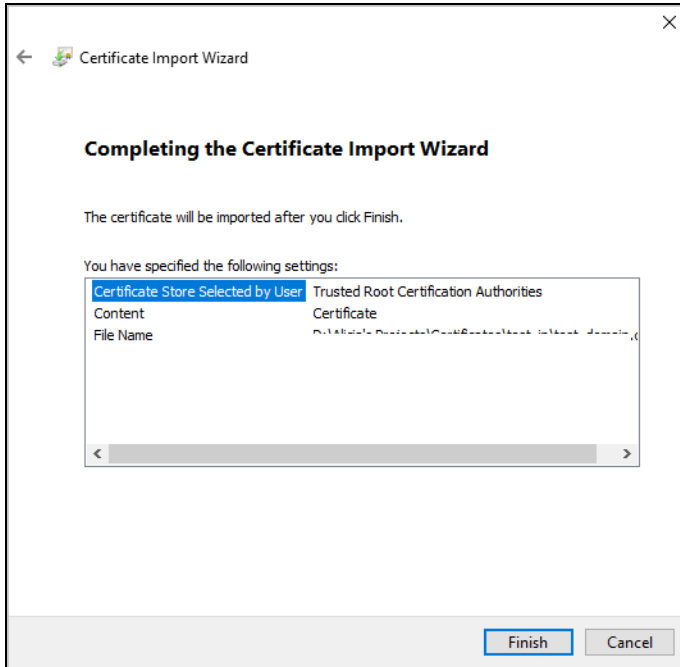 Certificate Import Wizard
Completing the Certificate Import Wizard
The certificate will be imported after you click Finish.
You have specified the following settings:
Certificate Store Selected by User Trusted Root Certification Authorities
Content Certificate
File Name
Finish Cancel